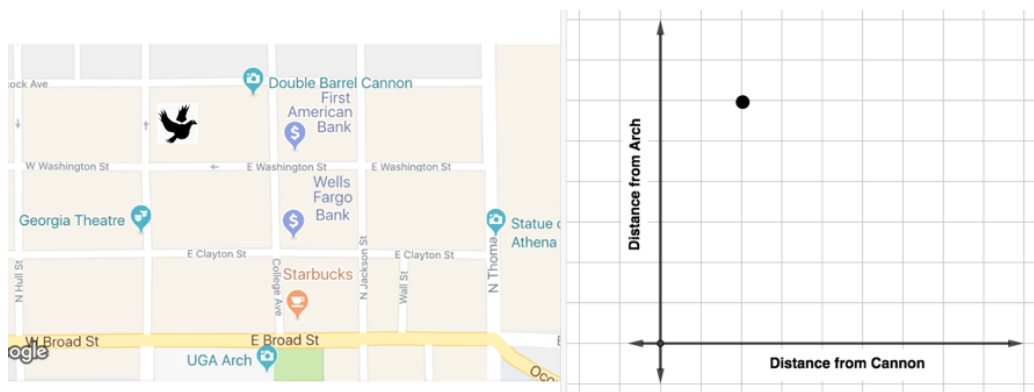 cock Ave
Double Barrel Cannon
First
American
Bank
$
W Washington St
E Washington St
E Washington St
Wells
Fargo
Bank
$
Georgia Theatre
Statue o
Athena
E Clayton St
E Clayton St
N Hull St
College Ave
N Jackson St
Wall St
N Thoma
Starbucks
W Broad St
E Broad St
ogle
UGA Arch
Oco
Distance from Arch
Distance from Cannon